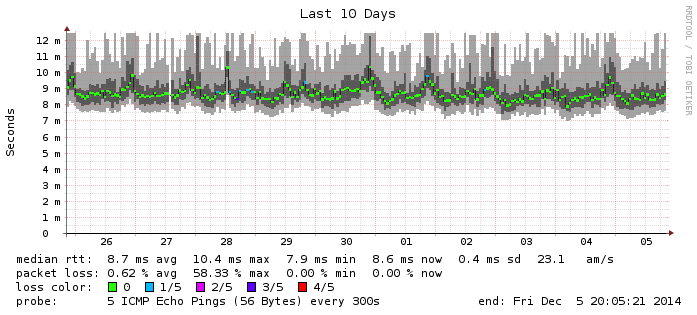 Last 10 Days
RRDTOOL / TOBI OETIKER
Seconds
12 m
11 m
10 m
9 m
8 m
7 m
6 m
5 m
4 m
3 m
2 m
1 m
0
26 27 28 29 30 01 02 03 04 05
median rtt: 8.7 ms avg 10.4 ms max 7.9 ms min 8.6 ms now 0.4 ms sd 23.1 am/s
packet loss: 0.62 % avg 58.33 % max 0.00 % min 0.00 % now
loss color: 0 1/5 2/5 3/5 4/5
probe: 5 ICMP Echo Pings (56 Bytes) every 300s end: Fri Dec 5 20:05:21 2014